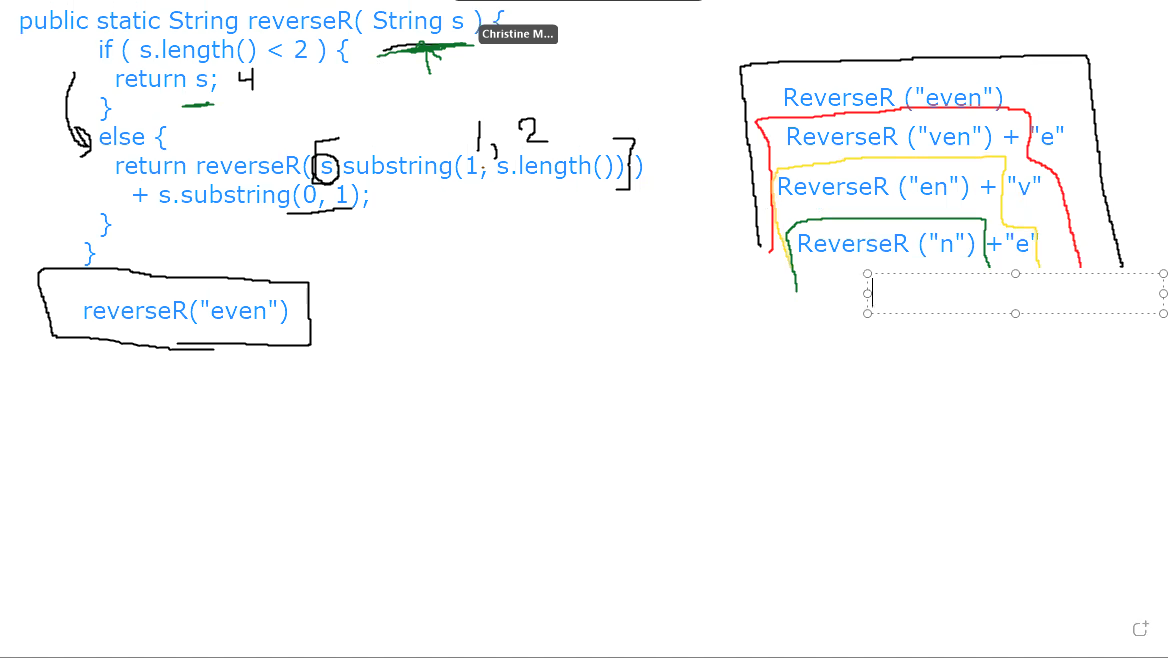 public static String reverseR( String s ) {
Christine M...
if ( s.length() < 2 ) {
return s; 4
}
else {
1, 2
return reverseR( s.substring(1, s.length()) )
+ s.substring(0, 1);
}
}
reverseR("even")
ReverseR ("even")
ReverseR ("ven") + "e"
ReverseR ("en") + "v"
ReverseR ("n") +"e"